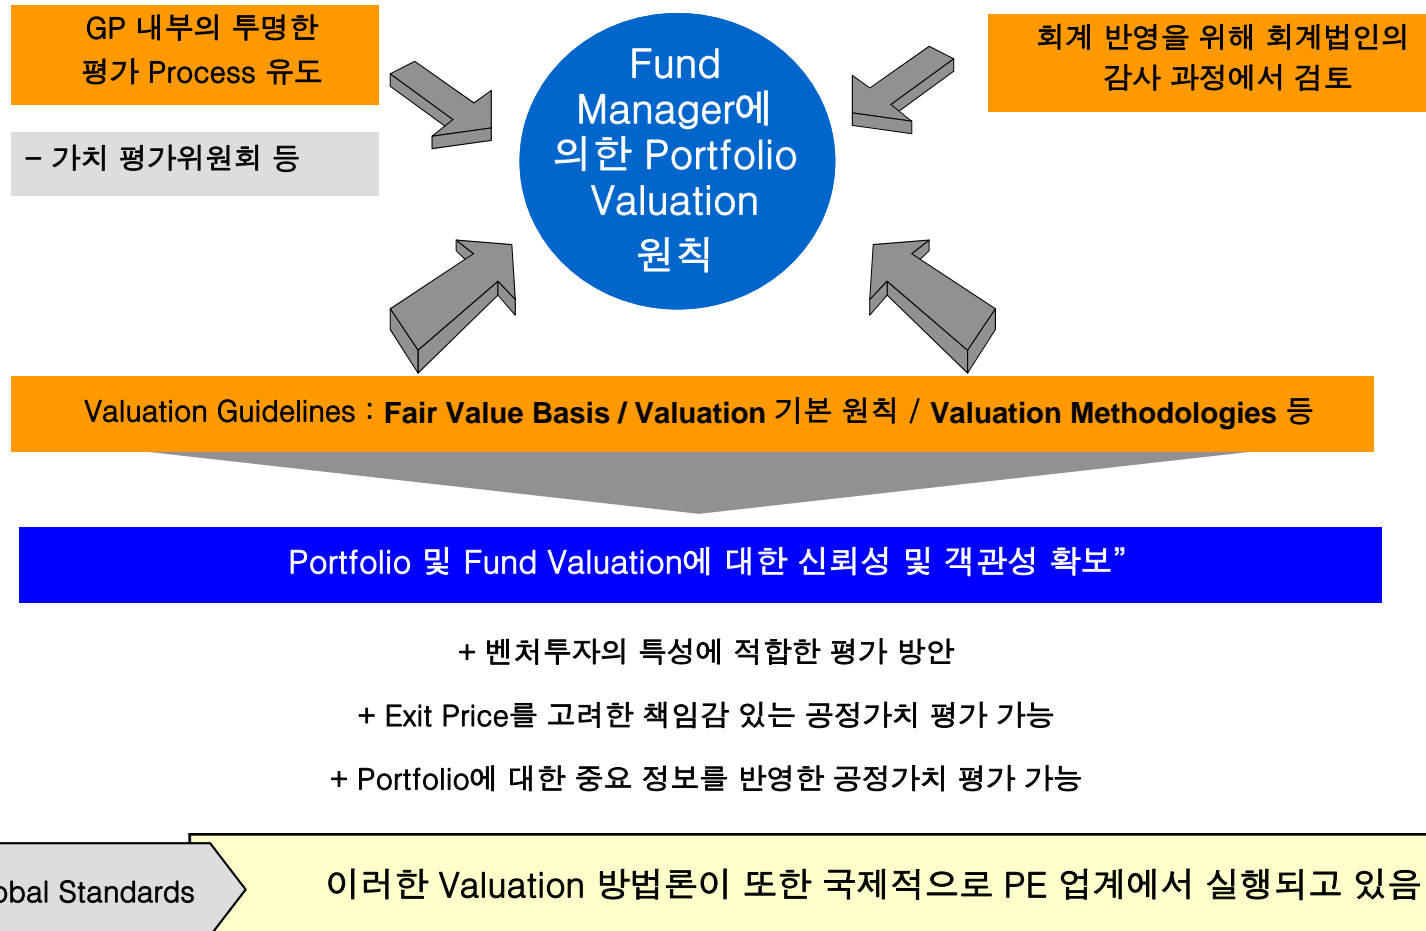 GP 내부의 투명한
평가 Process 유도
– 가치 평가위원회 등
Fund
Manager에
의한 Portfolio
Valuation
원칙
회계 반영을 위해 회계법인의
감사 과정에서 검토
Valuation Guidelines : Fair Value Basis / Valuation 기본 원칙 / Valuation Methodologies 등
Portfolio 및 Fund Valuation에 대한 신뢰성 및 객관성 확보”
+ 벤처투자의 특성에 적합한 평가 방안
+ Exit Price를 고려한 책임감 있는 공정가치 평가 가능
+ Portfolio에 대한 중요 정보를 반영한 공정가치 평가 가능
obal Standards
이러한 Valuation 방법론이 또한 국제적으로 PE 업계에서 실행되고 있음